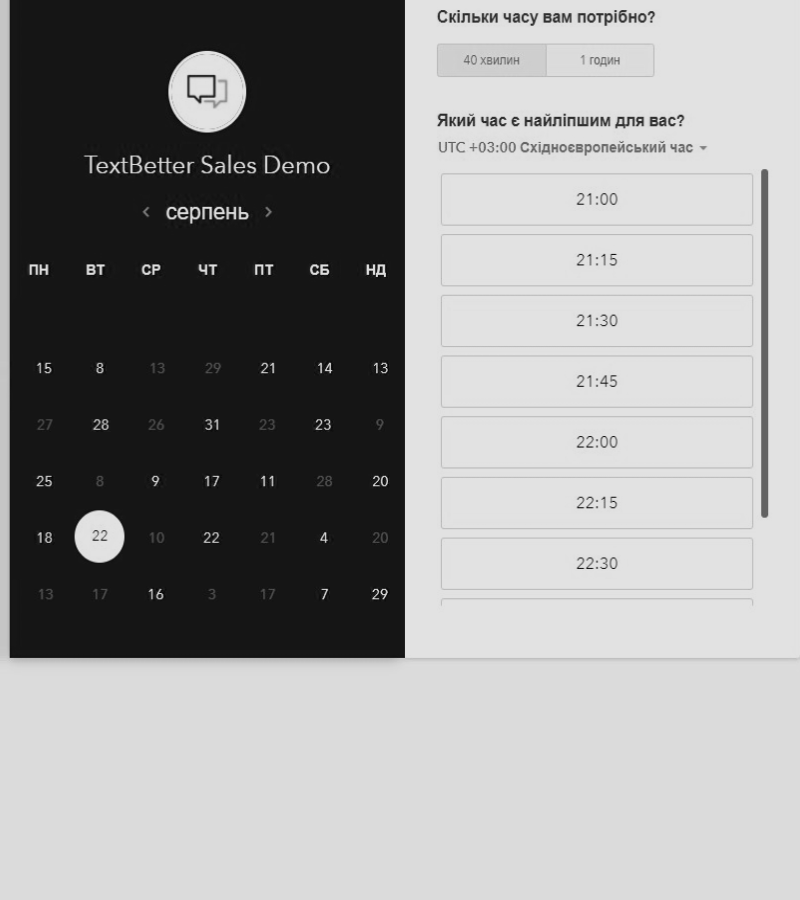 TextBetter Sales Demo
серпень
ПН ВТ СР ЧТ ПТ СБ НД
15 8 13 29 21 14 13
27 28 26 31 23 23 9
25 8 9 17 11 28 20
18 22 10 22 21 4 20
13 17 16 3 17 7 29
Скільки часу вам потрібно?
40 хвилин 1 годин
Який час є найліпшим для вас?
UTC +03:00 Східноєвропейський час
21:00
21:15
21:30
21:45
22:00
22:15
22:30